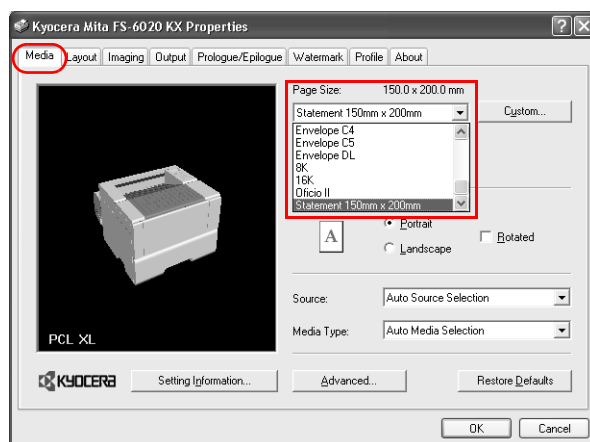 Kyocera Mita FS-6020 KX Properties
Media Layout Imaging Output Prologue/Epilogue Watermark Profile About
Page Size: 150.0 x 200.0 mm
Statement 150mm x 200mm Custom...
Envelope C4
Envelope C5
Envelope DL
8K
16K
Oficio II
Statement 150mm x 200mm
A
Portrait
Landscape
Rotated
Source: Auto Source Selection
Media Type: Auto Media Selection
PCL XL
KYOCERA Setting Information... Advanced... Restore Defaults
OK Cancel